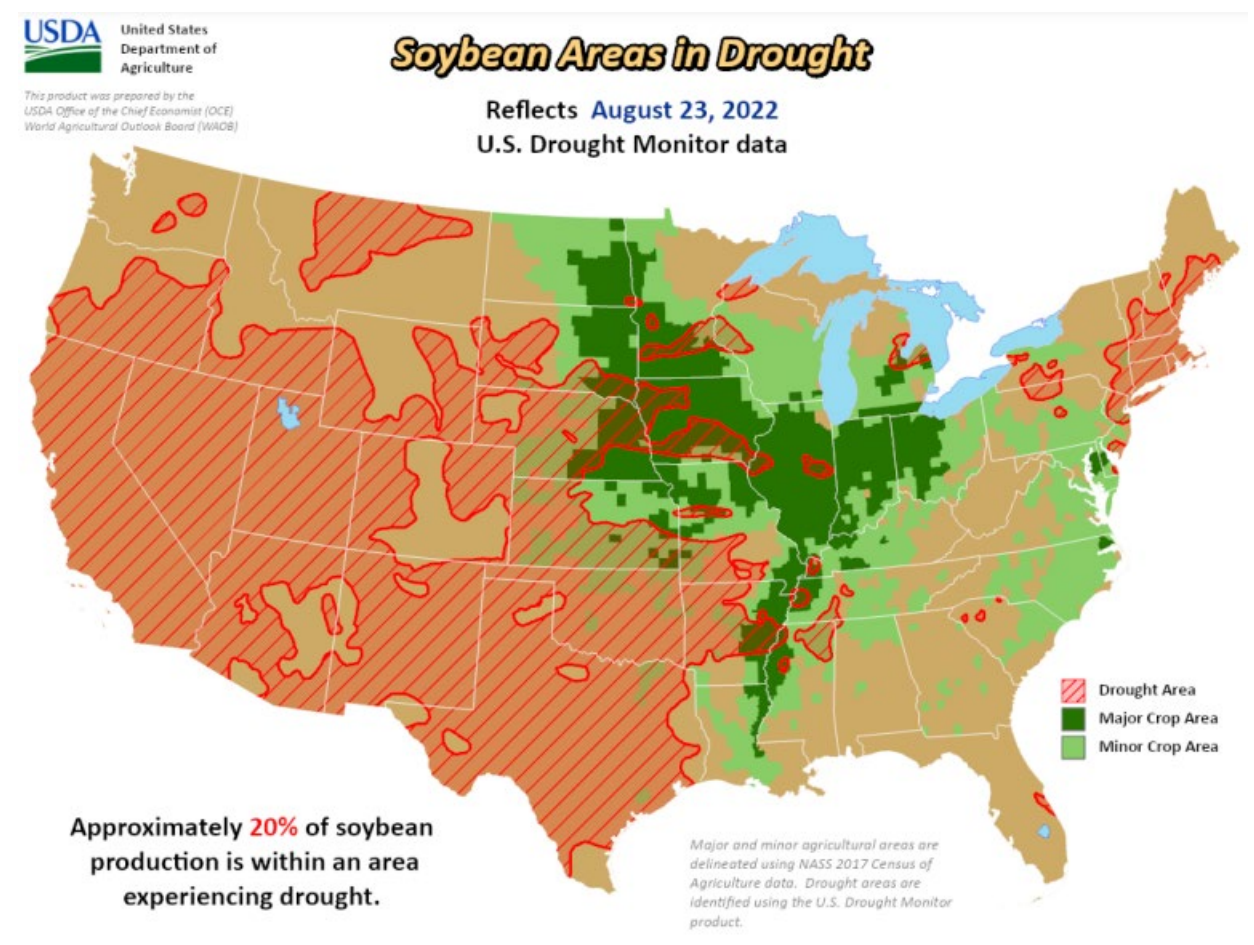 USDA
United States
Department of
Agriculture
This product was prepared by the
USDA Office of the Chief Economist (OCE)
World Agricultural Outlook Board (WAOB)
Soybean Areas in Drought
Reflects August 23, 2022
U.S. Drought Monitor data
Drought Area
Major Crop Area
Minor Crop Area
Approximately 20% of soybean
production is within an area
experiencing drought.
Major and minor agricultural areas are
delineated using NASS 2017 Census of
Agriculture data. Drought areas are
identified using the U.S. Drought Monitor
product.